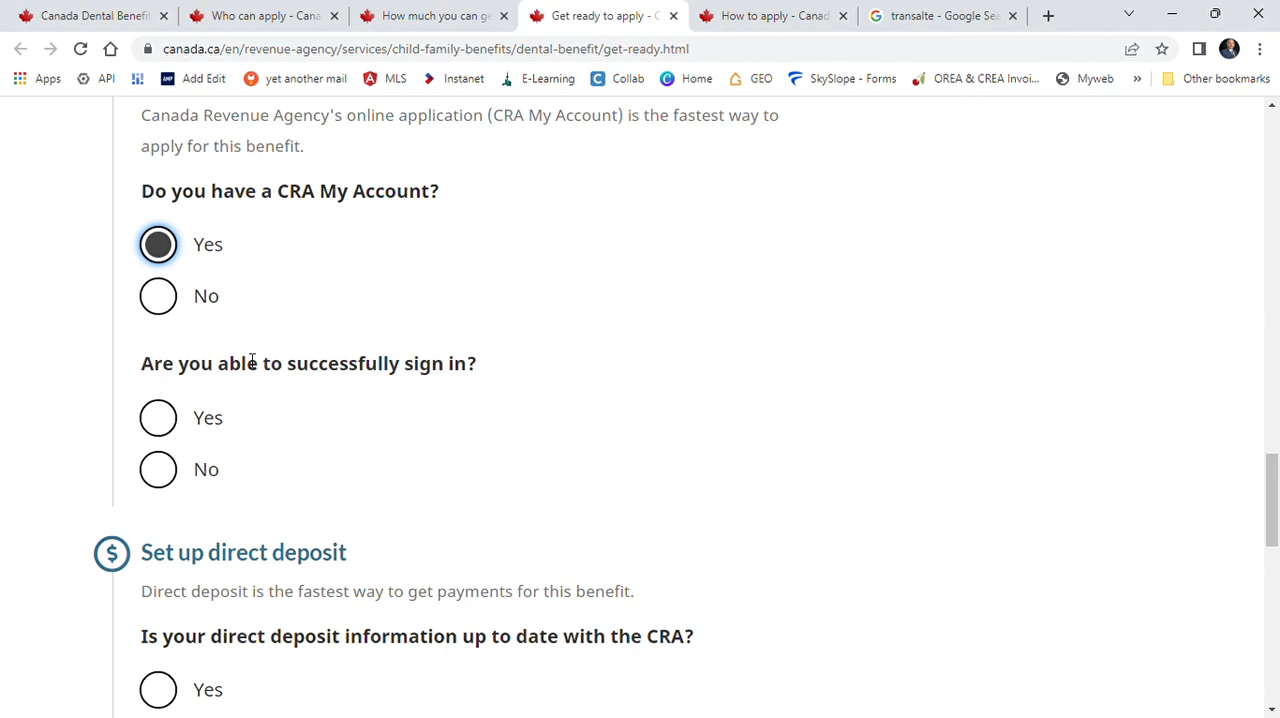 Canada Dental Benefit
Who can apply - Cana
How much you can ge
Get ready to apply - C
How to apply - Canad
transalte - Google Sea
canada.ca/en/revenue-agency/services/child-family-benefits/dental-benefit/get-ready.html
Apps API AMP Add Edit yet another mail MLS Instanet E-Learning Collab Home GEO SkySlope - Forms OREA & CREA Invoi... Myweb » Other bookmarks
Canada Revenue Agency's online application (CRA My Account) is the fastest way to
apply for this benefit.
Do you have a CRA My Account?
Yes
No
Are you able to successfully sign in?
Yes
No
$ Set up direct deposit
Direct deposit is the fastest way to get payments for this benefit.
Is your direct deposit information up to date with the CRA?
Yes